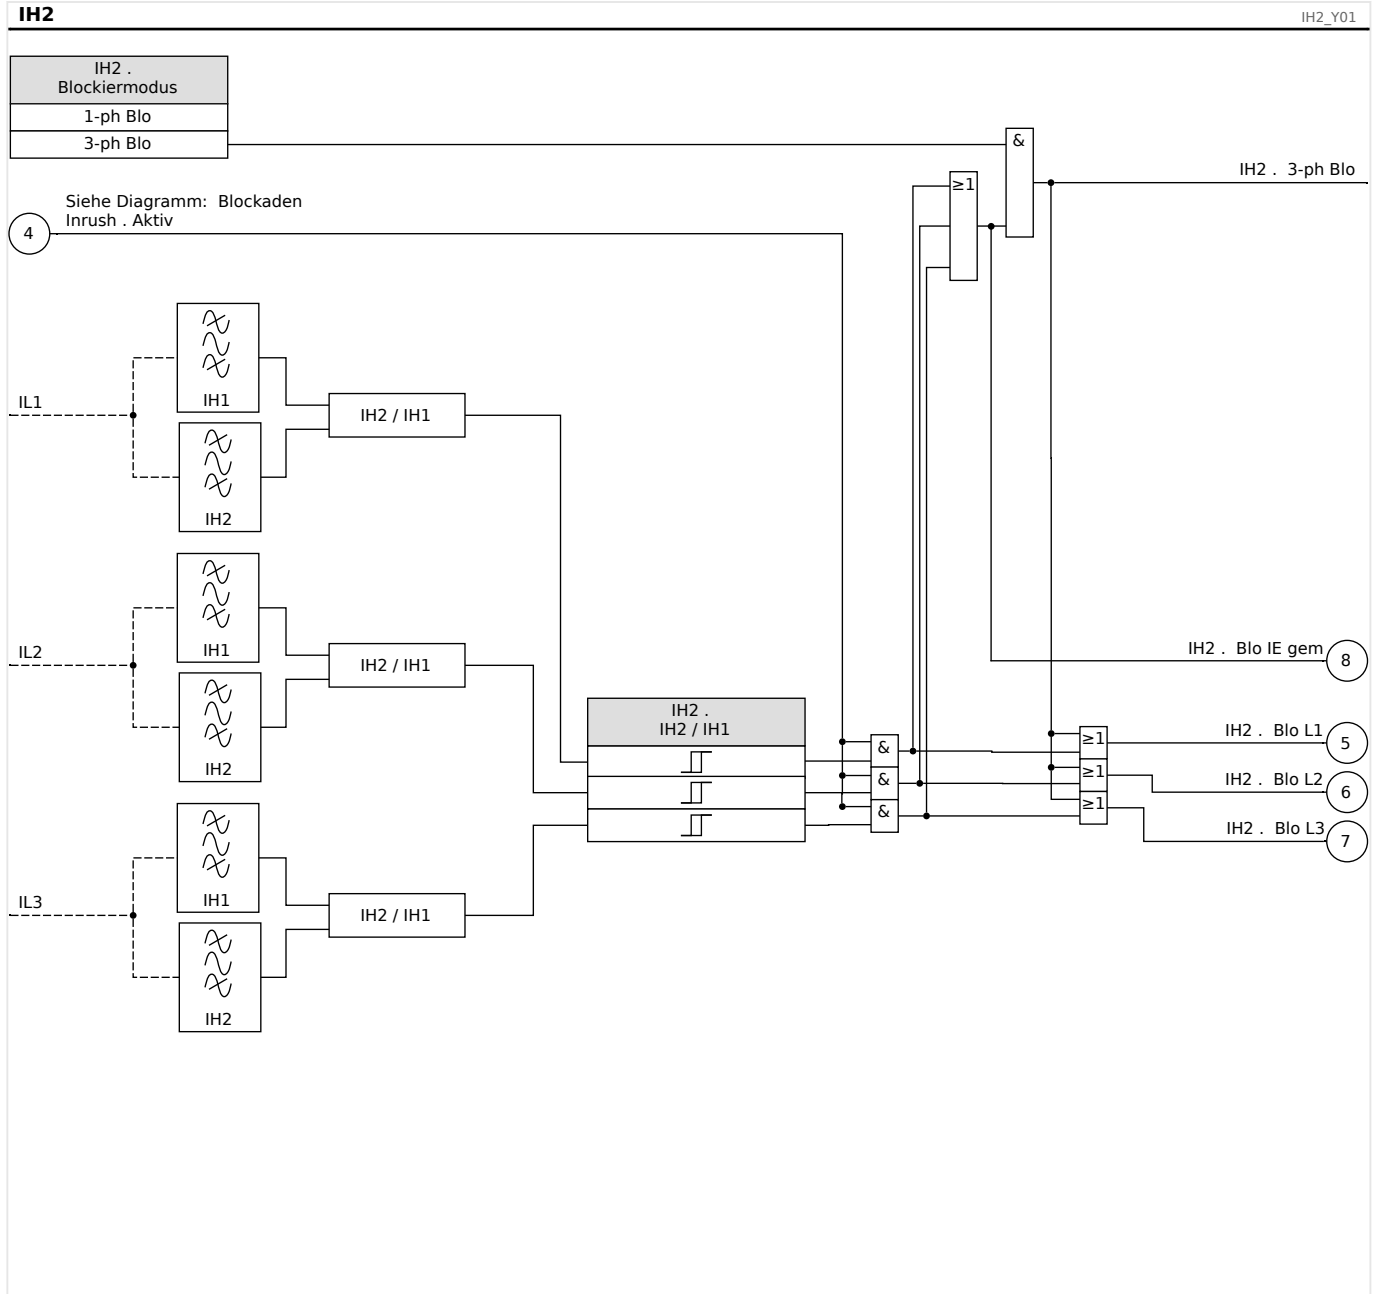 IH2
IH2_Y01
IH2 .
Blockiermodus
1-ph Blo
3-ph Blo
&
IH2 . 3-ph Blo
≥1
Siehe Diagramm: Blockaden
Inrush . Aktiv
4
IH1
IL1
IH2 / IH1
IH2
IH1
IL2
IH2 / IH1
IH2
IH2 . Blo IE gem
8
IH2 .
IH2 / IH1
&
&
&
≥1
≥1
≥1
IH2 . Blo L1
5
IH2 . Blo L2
6
IH2 . Blo L3
7
IH1
IL3
IH2 / IH1
IH2